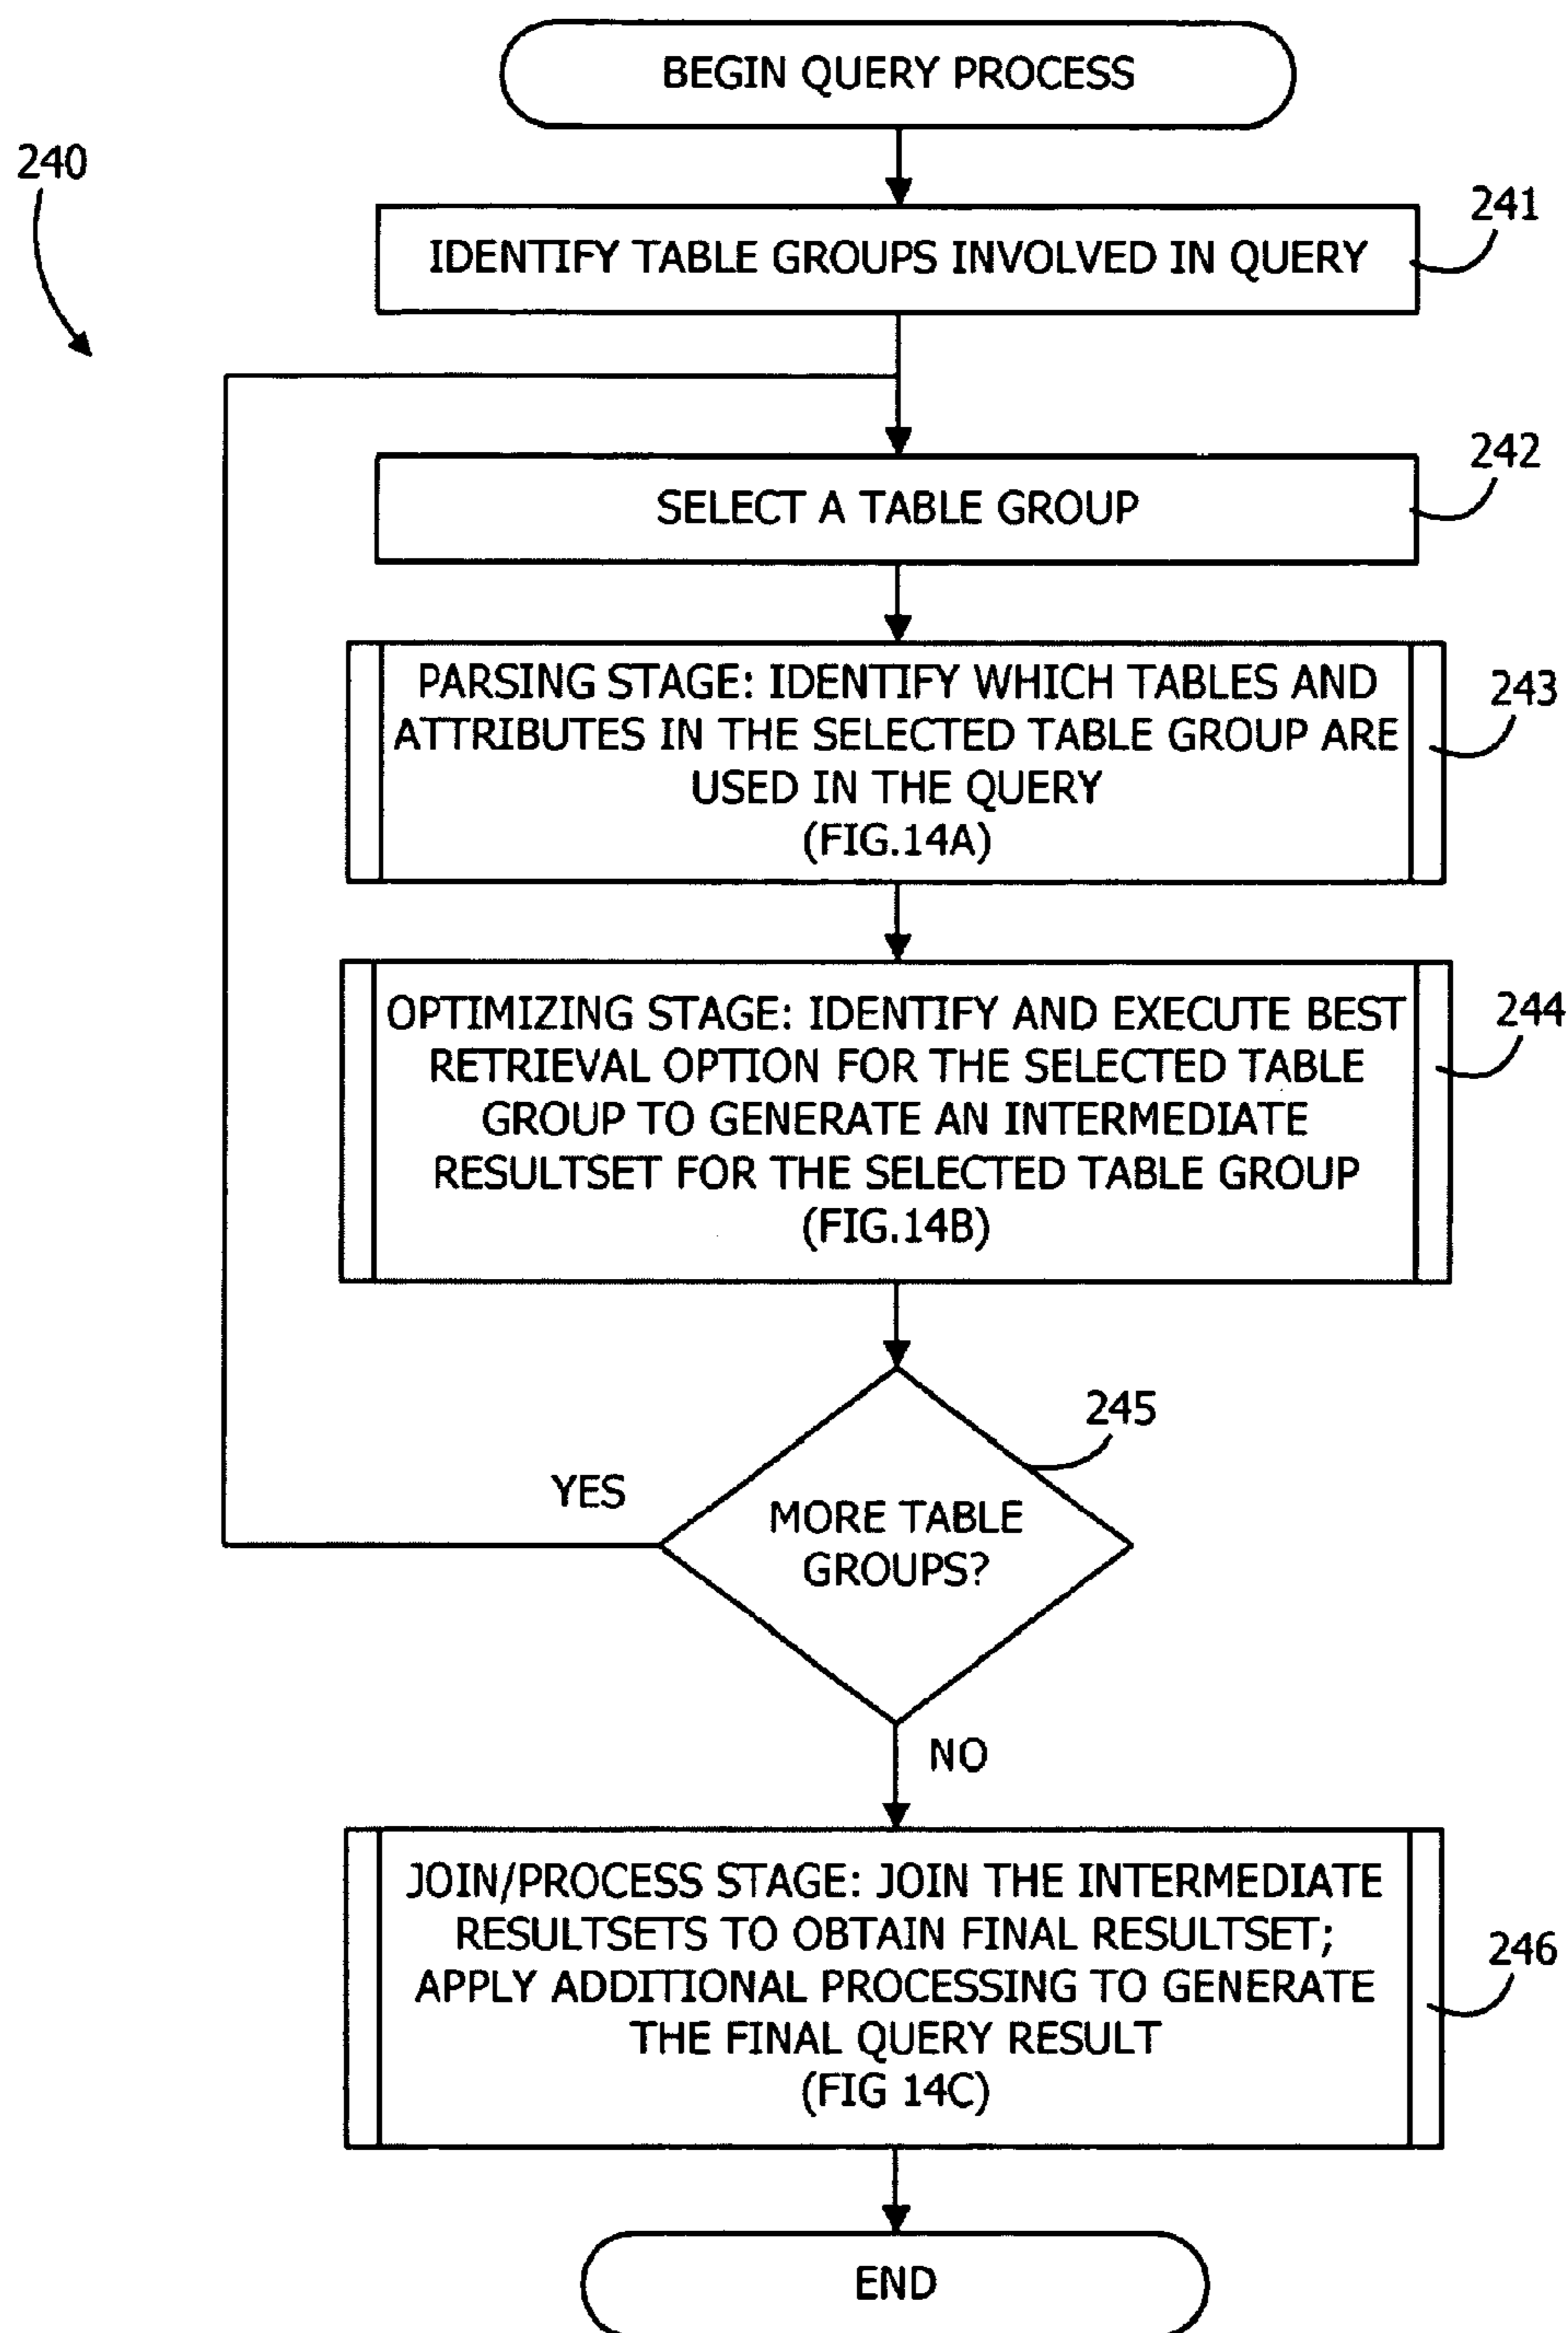 BEGIN QUERY PROCESS
240
241
IDENTIFY TABLE GROUPS INVOLVED IN QUERY
242
SELECT A TABLE GROUP
243
PARSING STAGE: IDENTIFY WHICH TABLES AND
ATTRIBUTES IN THE SELECTED TABLE GROUP ARE
USED IN THE QUERY
(FIG.14A)
244
OPTIMIZING STAGE: IDENTIFY AND EXECUTE BEST
RETRIEVAL OPTION FOR THE SELECTED TABLE
GROUP TO GENERATE AN INTERMEDIATE
RESULTSET FOR THE SELECTED TABLE GROUP
(FIG.14B)
245
YES
MORE TABLE
GROUPS?
NO
246
JOIN/PROCESS STAGE: JOIN THE INTERMEDIATE
RESULTSETS TO OBTAIN FINAL RESULTSET;
APPLY ADDITIONAL PROCESSING TO GENERATE
THE FINAL QUERY RESULT
(FIG 14C)
END